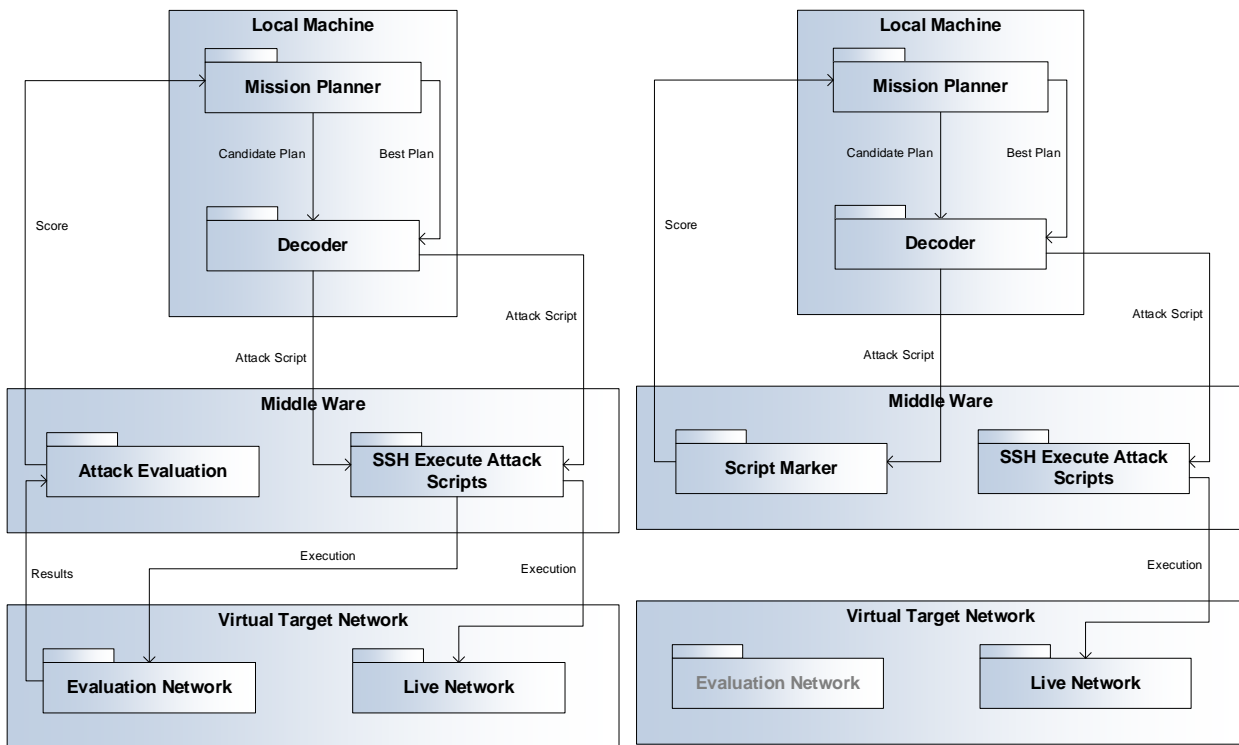 Local Machine
Mission Planner
Candidate Plan
Best Plan
Score
Decoder
Attack Script
Attack Script
Middle Ware
Attack Evaluation
SSH Execute Attack
Scripts
Execution
Execution
Results
Virtual Target Network
Evaluation Network
Live Network
Local Machine
Mission Planner
Candidate Plan
Best Plan
Score
Decoder
Attack Script
Attack Script
Middle Ware
Script Marker
SSH Execute Attack
Scripts
Execution
Virtual Target Network
Evaluation Network
Live Network